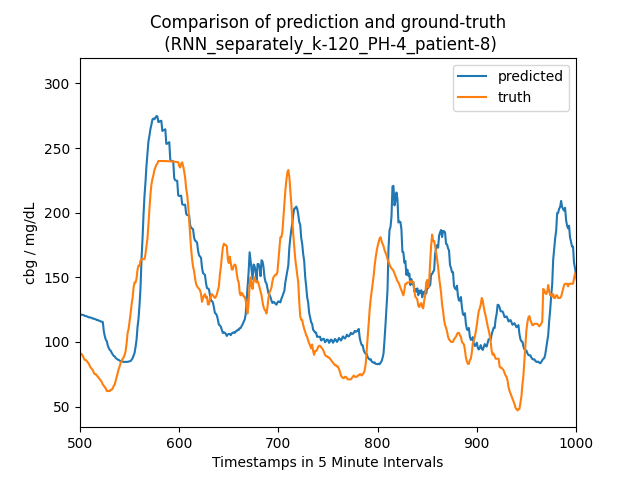 Comparison of prediction and ground-truth
(RNN_separately_k-120_PH-4_patient-8)
predicted
truth
cbg / mg/dL
300
250
200
150
100
50
500
600
700
800
900
1000
Timestamps in 5 Minute Intervals